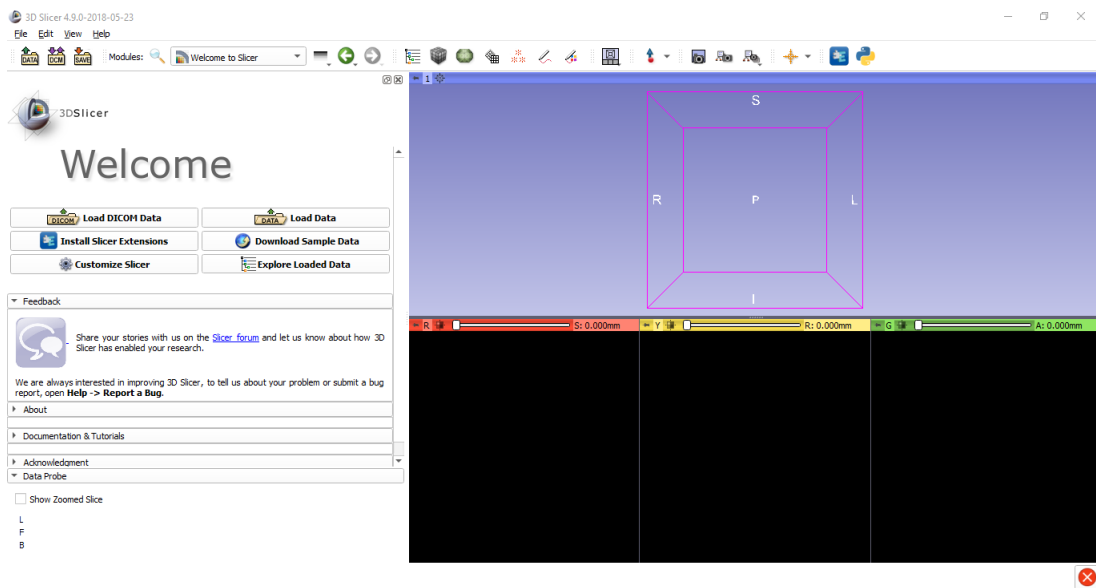 3D Slicer 4.9.0-2018-05-23
File Edit View Help
DATA DCM SAVE Modules: Welcome to Slicer
1
3DSlicer
Welcome
DICOM Load DICOM Data DATA Load Data
Install Slicer Extensions Download Sample Data
Customize Slicer Explore Loaded Data
Feedback
Share your stories with us on the Slicer forum and let us know about how 3D
Slicer has enabled your research.
We are always interested in improving 3D Slicer, to tell us about your problem or submit a bug
report, open Help -> Report a Bug.
About
Documentation & Tutorials
Acknowledgment
Data Probe
Show Zoomed Slice
L
F
B
S
R P L
I
R S: 0.000mm Y R: 0.000mm G A: 0.000mm